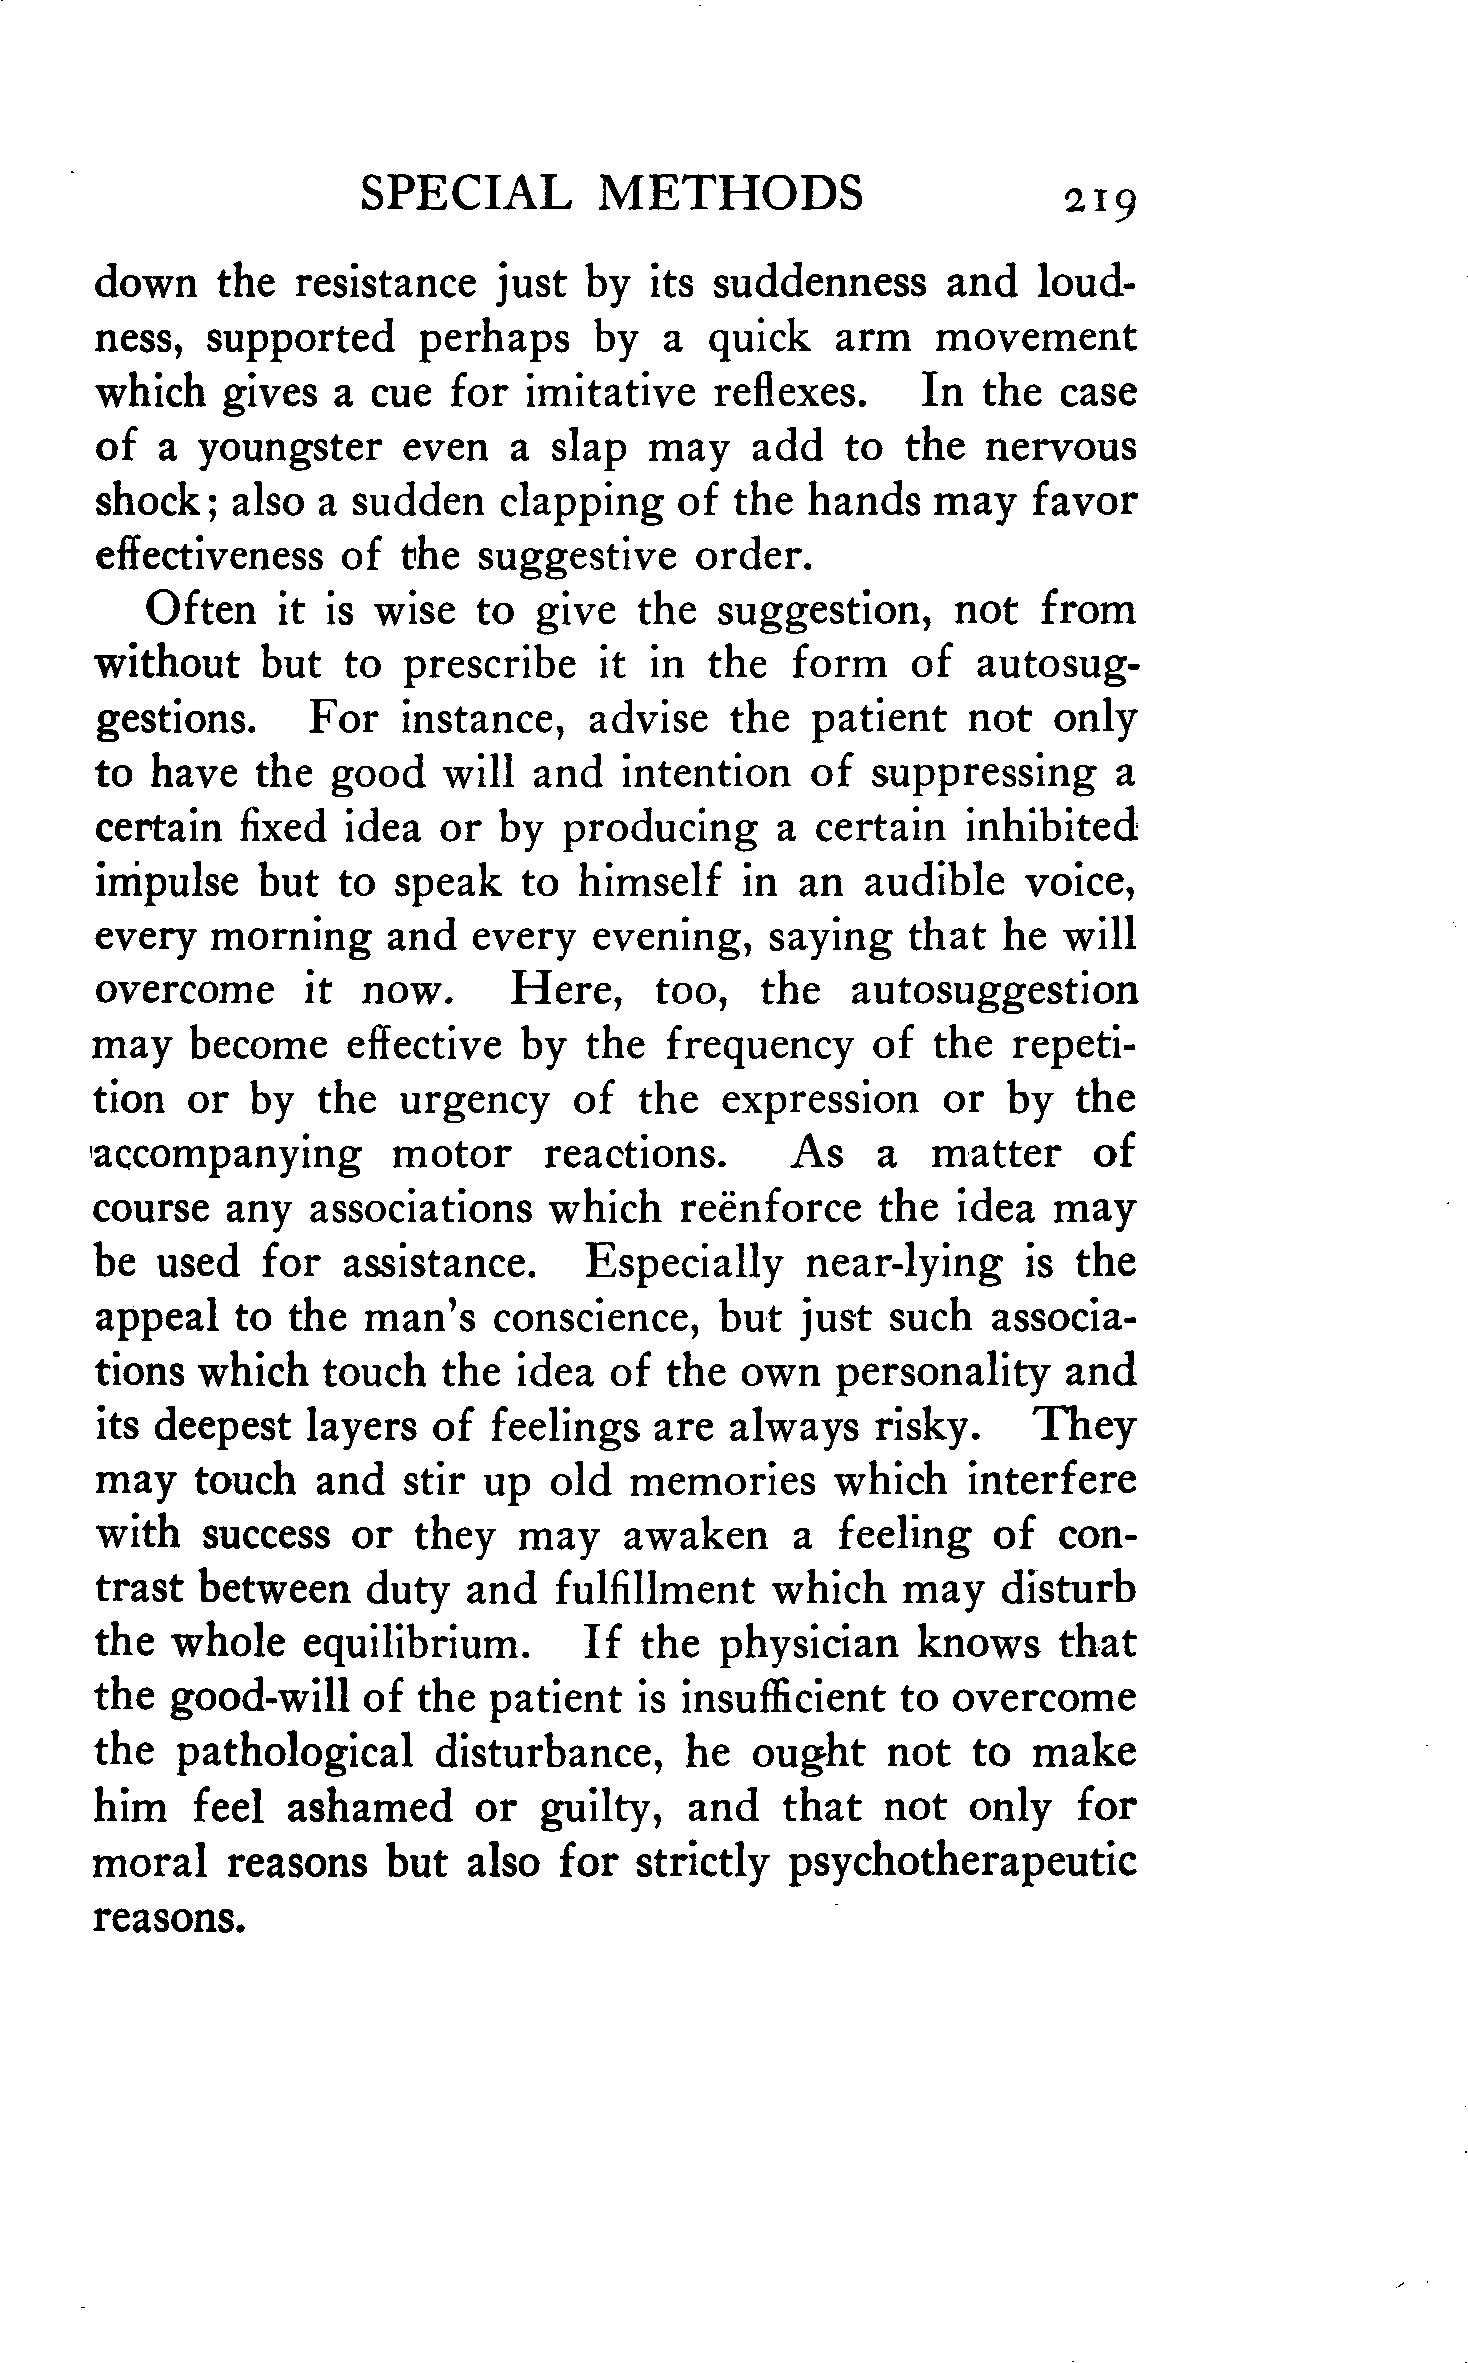 SPECIAL METHODS 219
down the resistance just by its suddenness and loud-
ness, supported perhaps by a quick arm movement
which gives a cue for imitative reflexes. In the case
of a youngster even a slap may add to the nervous
shock; also a sudden clapping of the hands may favor
effectiveness of the suggestive order.
Often it is wise to give the suggestion, not from
without but to prescribe it in the form of autosug-
gestions. For instance, advise the patient not only
to have the good will and intention of suppressing a
certain fixed idea or by producing a certain inhibited
impulse but to speak to himself in an audible voice,
every morning and every evening, saying that he will
overcome it now. Here, too, the autosuggestion
may become effective by the frequency of the repeti-
tion or by the urgency of the expression or by the
accompanying motor reactions. As a matter of
course any associations which reënforce the idea may
be used for assistance. Especially near-lying is the
appeal to the man's conscience, but just such associa-
tions which touch the idea of the own personality and
its deepest layers of feelings are always risky. They
may touch and stir up old memories which interfere
with success or they may awaken a feeling of con-
trast between duty and fulfillment which may disturb
the whole equilibrium. If the physician knows that
the good-will of the patient is insufficient to overcome
the pathological disturbance, he ought not to make
him feel ashamed or guilty, and that not only for
moral reasons but also for strictly psychotherapeutic
reasons.